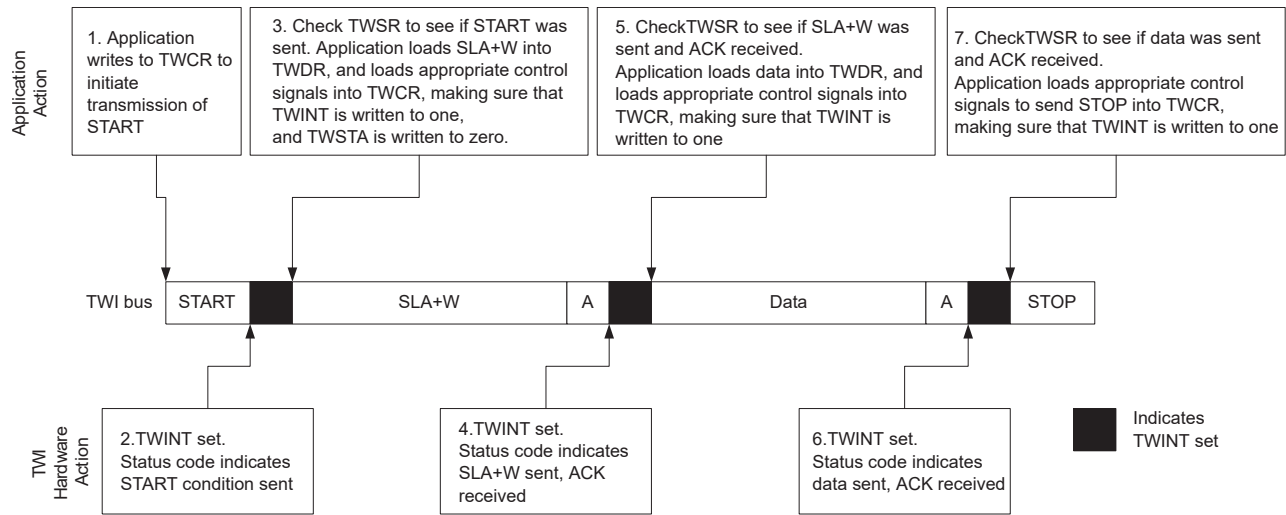 Application
Action
1. Application
writes to TWCR to
initiate
transmission of
START
3. Check TWSR to see if START was
sent. Application loads SLA+W into
TWDR, and loads appropriate control
signals into TWCR, making sure that
TWINT is written to one,
and TWSTA is written to zero.
5. CheckTWSR to see if SLA+W was
sent and ACK received.
Application loads data into TWDR, and
loads appropriate control signals into
TWCR, making sure that TWINT is
written to one
7. CheckTWSR to see if data was sent
and ACK received.
Application loads appropriate control
signals to send STOP into TWCR,
making sure that TWINT is written to one
TWI bus
START
SLA+W
A
Data
A
STOP
TWI
Hardware
Action
2.TWINT set.
Status code indicates
START condition sent
4.TWINT set.
Status code indicates
SLA+W sent, ACK
received
6.TWINT set.
Status code indicates
data sent, ACK received
Indicates
TWINT set